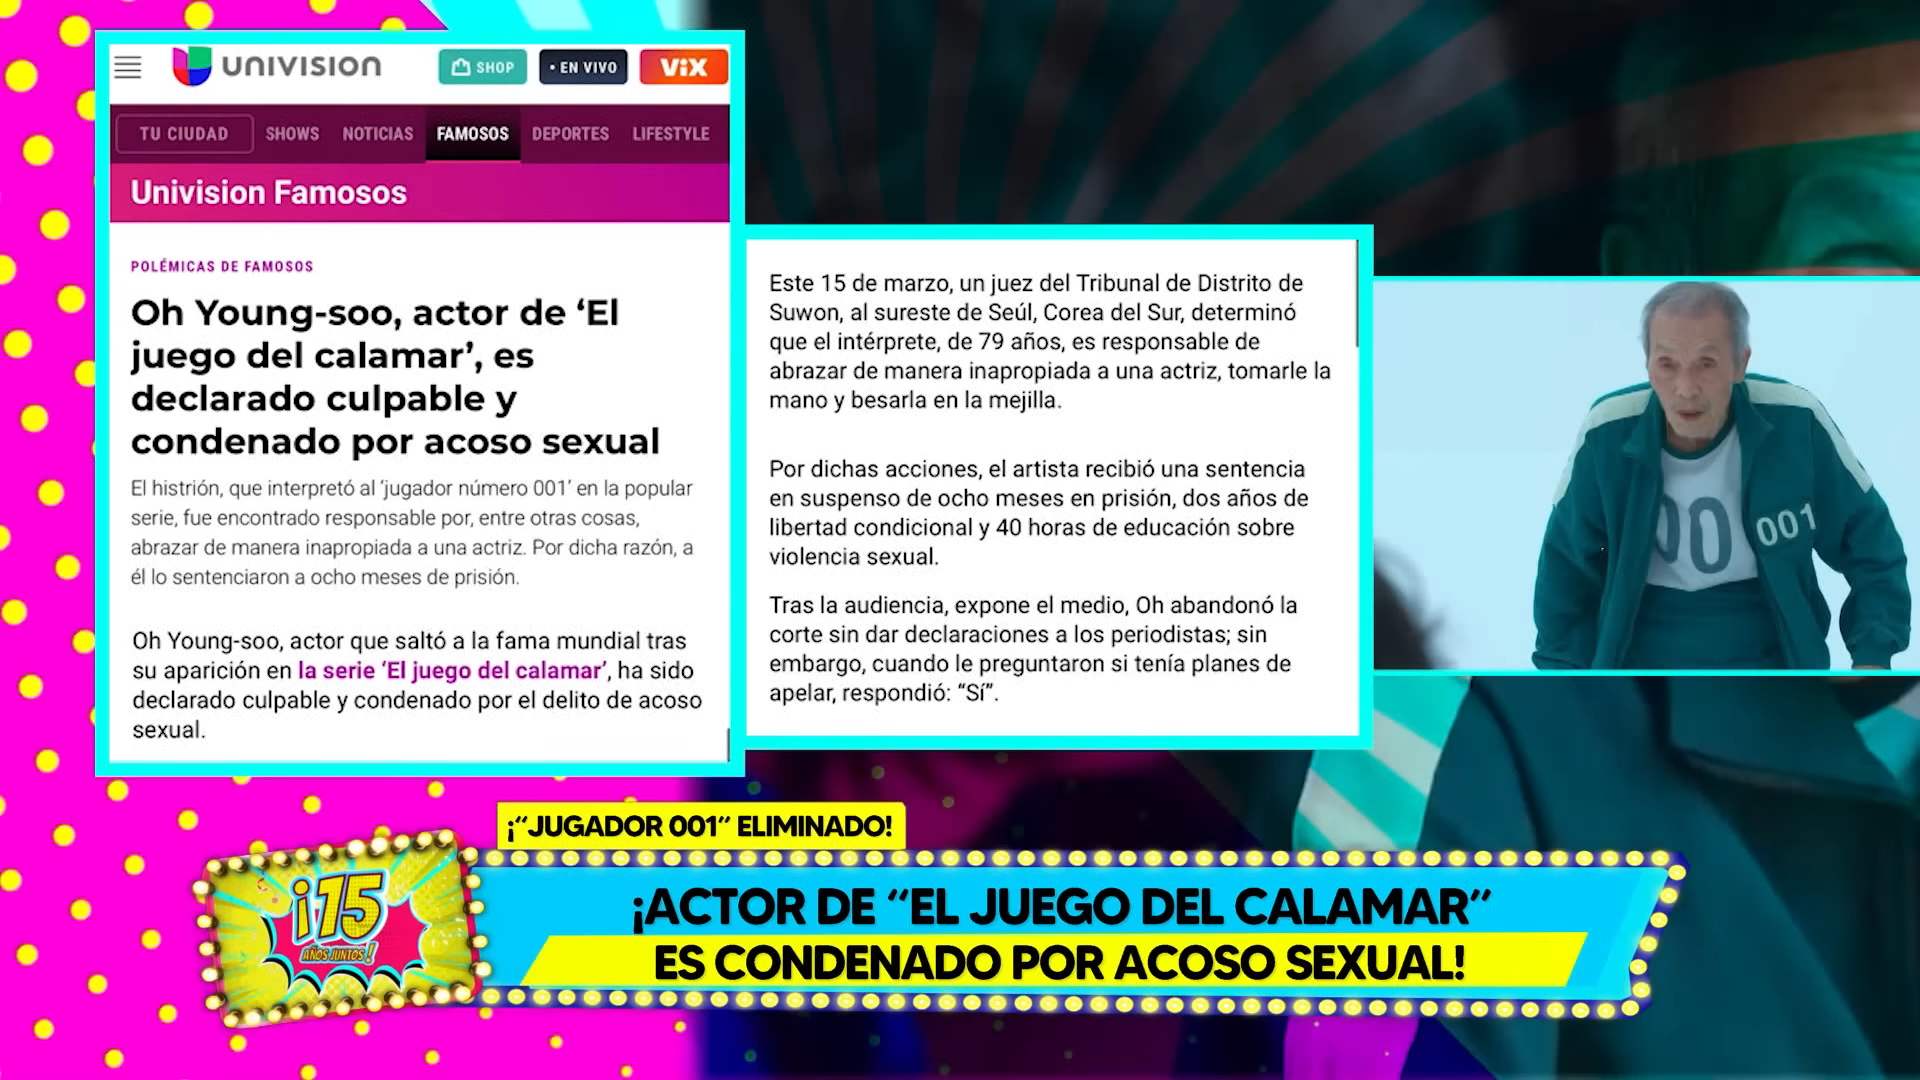 UNIVISION
SHOP
• EN VIVO
ViX
TU CIUDAD
SHOWS
NOTICIAS
FAMOSOS
DEPORTES
LIFESTYLE
Univision Famosos
POLÉMICAS DE FAMOSOS
Oh Young-soo, actor de ‘El
juego del calamar’, es
declarado culpable y
condenado por acoso sexual
El histrión, que interpretó al ‘jugador número 001’ en la popular
serie, fue encontrado responsable por, entre otras cosas,
abrazar de manera inapropiada a una actriz. Por dicha razón, a
él lo sentenciaron a ocho meses de prisión.
Oh Young-soo, actor que saltó a la fama mundial tras
su aparición en la serie ‘El juego del calamar’, ha sido
declarado culpable y condenado por el delito de acoso
sexual.
Este 15 de marzo, un juez del Tribunal de Distrito de
Suwon, al sureste de Seúl, Corea del Sur, determinó
que el intérprete, de 79 años, es responsable de
abrazar de manera inapropiada a una actriz, tomarle la
mano y besarla en la mejilla.
Por dichas acciones, el artista recibió una sentencia
en suspenso de ocho meses en prisión, dos años de
libertad condicional y 40 horas de educación sobre
violencia sexual.
Tras la audiencia, expone el medio, Oh abandonó la
corte sin dar declaraciones a los periodistas; sin
embargo, cuando le preguntaron si tenía planes de
apelar, respondió: “Sí”.
00
001
¡“JUGADOR 001” ELIMINADO!
¡15
AÑOS JUNTOS!
¡ACTOR DE “EL JUEGO DEL CALAMAR”
ES CONDENADO POR ACOSO SEXUAL!